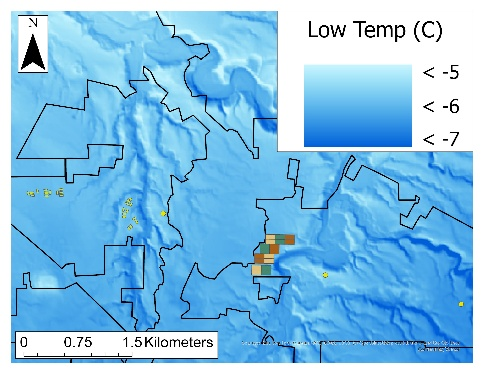 N
Low Temp (C)
< -5
< -6
< -7
0 0.75 1.5 Kilometers